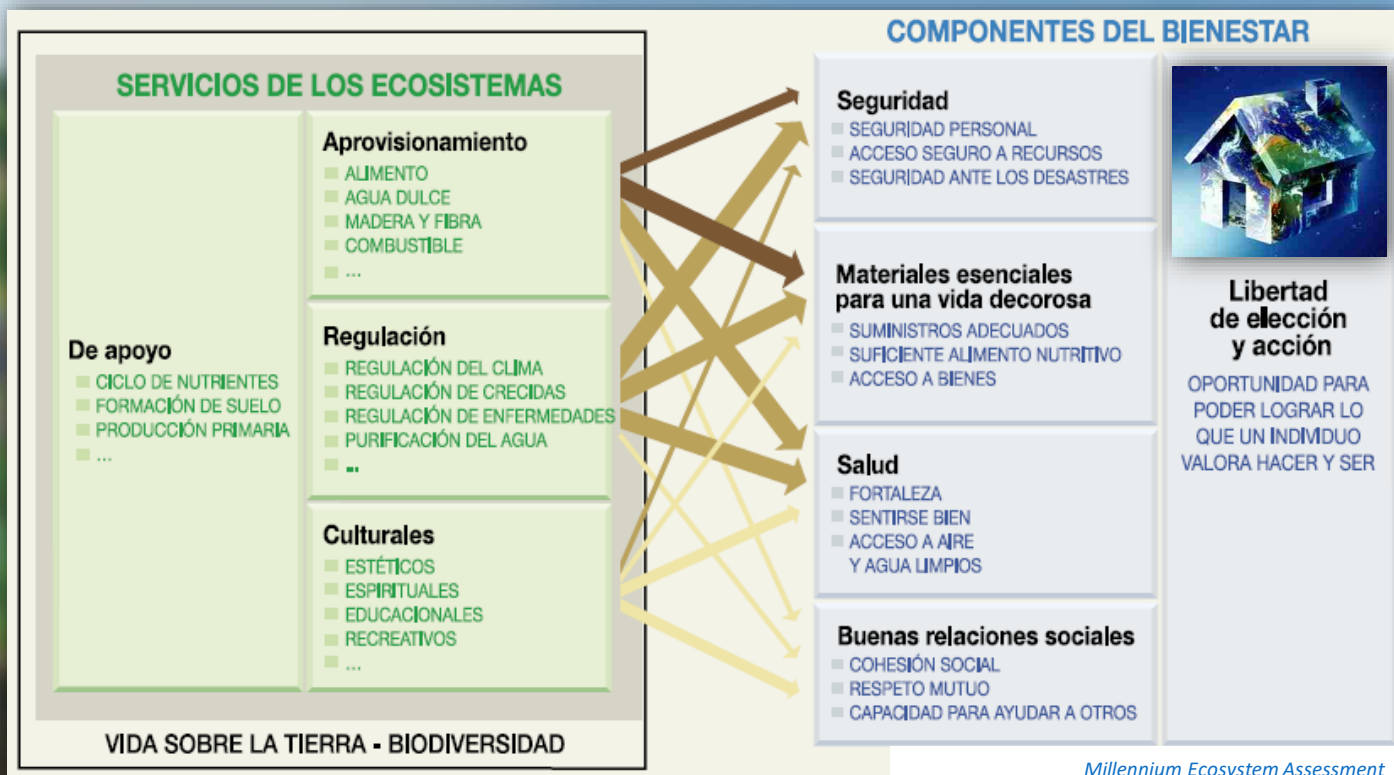 COMPONENTES DEL BIENESTAR
SERVICIOS DE LOS ECOSISTEMAS
De apoyo
CICLO DE NUTRIENTES
FORMACIÓN DE SUELO
PRODUCCIÓN PRIMARIA
...
Aprovisionamiento
ALIMENTO
AGUA DULCE
MADERA Y FIBRA
COMBUSTIBLE
...
Regulación
REGULACIÓN DEL CLIMA
REGULACIÓN DE CRECIDAS
REGULACIÓN DE ENFERMEDADES
PURIFICACIÓN DEL AGUA
...
Culturales
ESTÉTICOS
ESPIRITUALES
EDUCACIONALES
RECREATIVOS
...
VIDA SOBRE LA TIERRA - BIODIVERSIDAD
Seguridad
SEGURIDAD PERSONAL
ACCESO SEGURO A RECURSOS
SEGURIDAD ANTE LOS DESASTRES
Materiales esenciales
para una vida decorosa
SUMINISTROS ADECUADOS
SUFICIENTE ALIMENTO NUTRITIVO
ACCESO A BIENES
Salud
FORTALEZA
SENTIRSE BIEN
ACCESO A AIRE
Y AGUA LIMPIOS
Buenas relaciones sociales
COHESIÓN SOCIAL
RESPETO MUTUO
CAPACIDAD PARA AYUDAR A OTROS
Libertad
de elección
y acción
OPORTUNIDAD PARA
PODER LOGRAR LO
QUE UN INDIVIDUO
VALORA HACER Y SER
Millennium Ecosystem Assessment